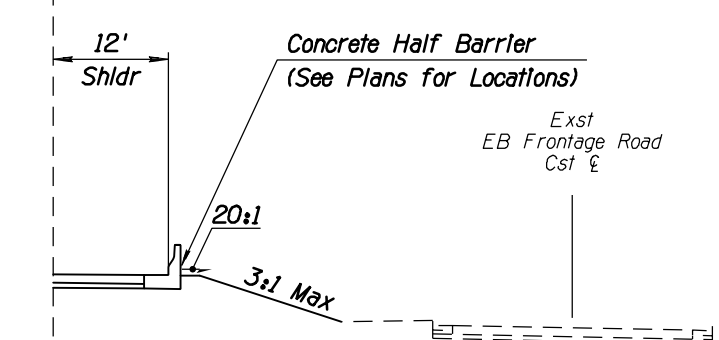 12'
Shldr
Concrete Half Barrier
(See Plans for Locations)
Exst
EB Frontage Road
Cst ℄
20:1
3:1 Max